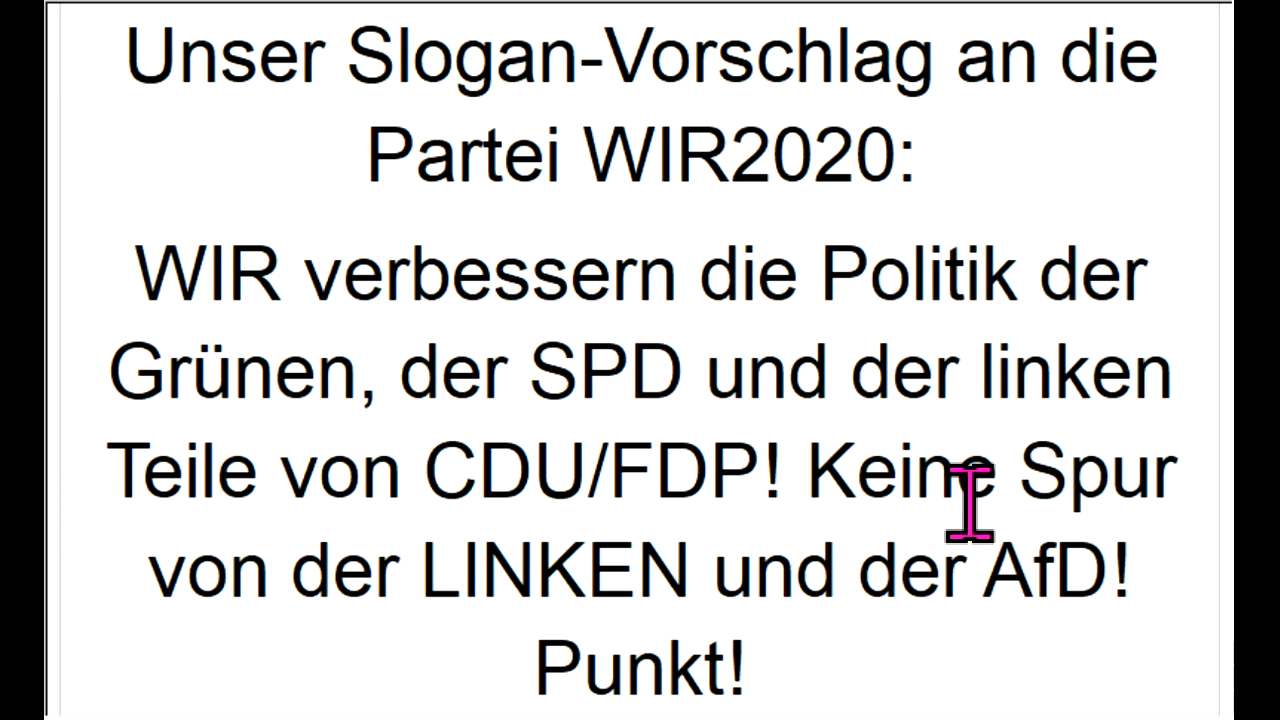 Unser Slogan-Vorschlag an die
Partei WIR2020:
WIR verbessern die Politik der
Grünen, der SPD und der linken
Teile von CDU/FDP! Keine Spur
von der LINKEN und der AfD!
Punkt!